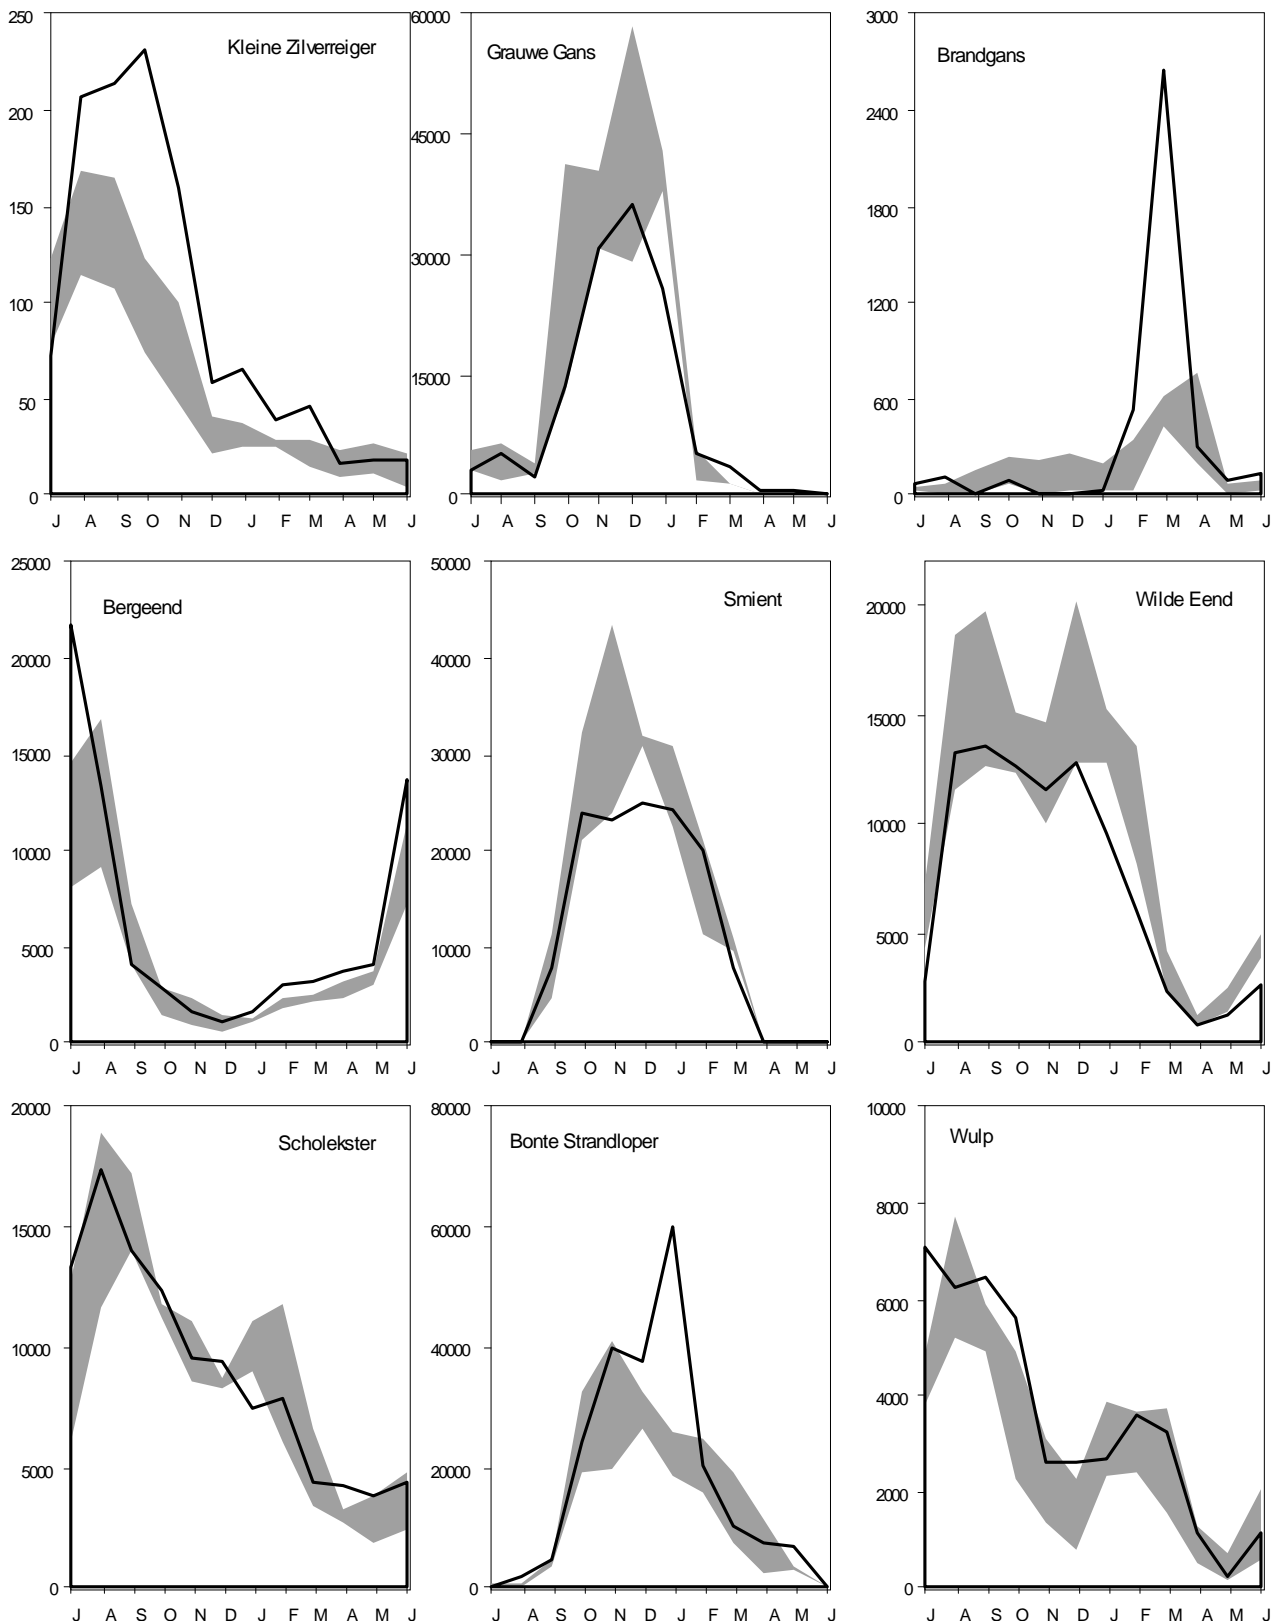 Kleine Zilverreiger
250
200
150
100
50
0
J A S O N D J F M A M J
Grauwe Gans
60000
45000
30000
15000
0
J A S O N D J F M A M J
Brandgans
3000
2400
1800
1200
600
0
J A S O N D J F M A M J
Bergeend
25000
20000
15000
10000
5000
0
J A S O N D J F M A M J
Smient
50000
40000
30000
20000
10000
0
J A S O N D J F M A M J
Wilde Eend
20000
15000
10000
5000
0
J A S O N D J F M A M J
Scholekster
20000
15000
10000
5000
0
J A S O N D J F M A M J
Bonte Strandloper
80000
60000
40000
20000
0
J A S O N D J F M A M J
Wulp
10000
8000
6000
4000
2000
0
J A S O N D J F M A M J